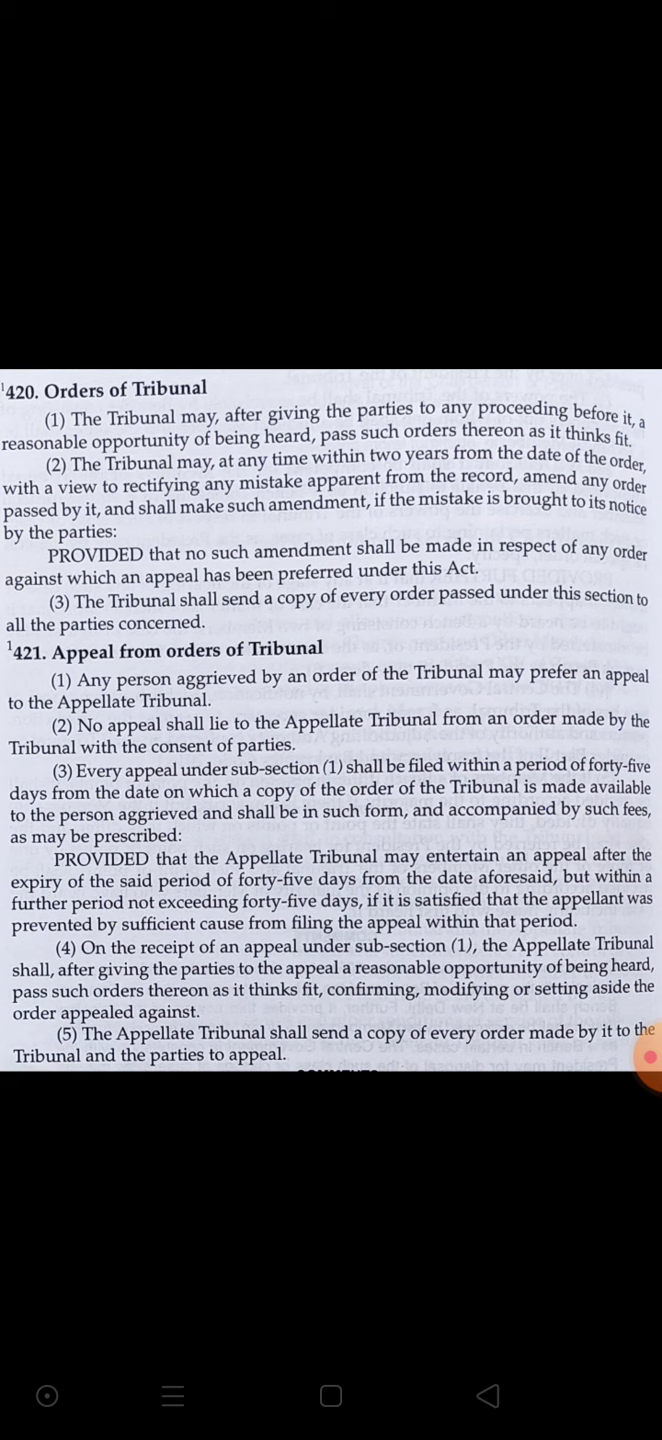 ¹420. Orders of Tribunal
(1) The Tribunal may, after giving the parties to any proceeding before it, a
reasonable opportunity of being heard, pass such orders thereon as it thinks fit.
(2) The Tribunal may, at any time within two years from the date of the order,
with a view to rectifying any mistake apparent from the record, amend any order
passed by it, and shall make such amendment, if the mistake is brought to its notice
by the parties:
PROVIDED that no such amendment shall be made in respect of any order
against which an appeal has been preferred under this Act.
(3) The Tribunal shall send a copy of every order passed under this section to
all the parties concerned.
¹421. Appeal from orders of Tribunal
(1) Any person aggrieved by an order of the Tribunal may prefer an appeal
to the Appellate Tribunal.
(2) No appeal shall lie to the Appellate Tribunal from an order made by the
Tribunal with the consent of parties.
(3) Every appeal under sub-section (1) shall be filed within a period of forty-five
days from the date on which a copy of the order of the Tribunal is made available
to the person aggrieved and shall be in such form, and accompanied by such fees,
as may be prescribed:
PROVIDED that the Appellate Tribunal may entertain an appeal after the
expiry of the said period of forty-five days from the date aforesaid, but within a
further period not exceeding forty-five days, if it is satisfied that the appellant was
prevented by sufficient cause from filing the appeal within that period.
(4) On the receipt of an appeal under sub-section (1), the Appellate Tribunal
shall, after giving the parties to the appeal a reasonable opportunity of being heard,
pass such orders thereon as it thinks fit, confirming, modifying or setting aside the
order appealed against.
(5) The Appellate Tribunal shall send a copy of every order made by it to the
Tribunal and the parties to appeal.